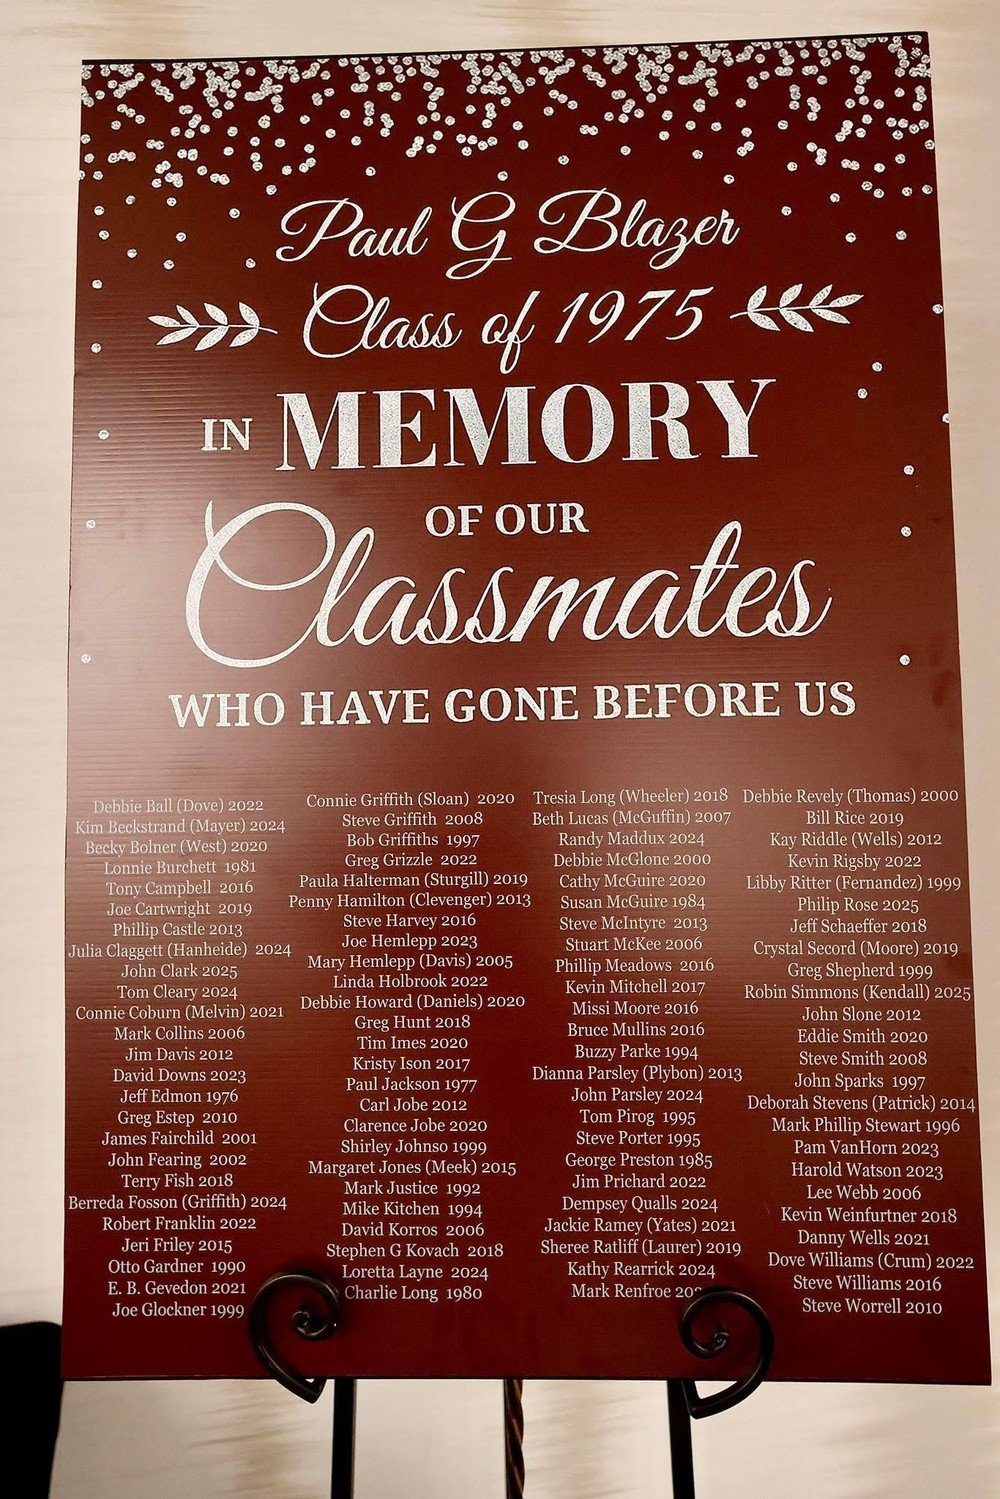 Paul G Blazer
Class of 1975
IN MEMORY
OF OUR
Classmates
WHO HAVE GONE BEFORE US
Debbie Ball (Dove) 2022
Kim Beckstrand (Mayer) 2024
Becky Bolner (West) 2020
Lonnie Burchett 1981
Tony Campbell 2016
Joe Cartwright 2019
Phillip Castle 2013
Julia Claggett (Hanheide) 2024
John Clark 2025
Tom Cleary 2024
Connie Coburn (Melvin) 2021
Mark Collins 2006
Jim Davis 2012
David Downs 2023
Jeff Edmon 1976
Greg Estep 2010
James Fairchild 2001
John Fearing 2002
Terry Fish 2018
Berreda Fosson (Griffith) 2024
Robert Franklin 2022
Jeri Friley 2015
Otto Gardner 1990
E. B. Gevedon 2021
Joe Glockner 1999
Connie Griffith (Sloan) 2020
Steve Griffith 2008
Bob Griffiths 1997
Greg Grizzle 2022
Paula Halterman (Sturgill) 2019
Penny Hamilton (Clevenger) 2013
Steve Harvey 2016
Joe Hemlepp 2023
Mary Hemlepp (Davis) 2005
Linda Holbrook 2022
Debbie Howard (Daniels) 2020
Greg Hunt 2018
Tim Imes 2020
Kristy Ison 2017
Paul Jackson 1977
Carl Jobe 2012
Clarence Jobe 2020
Shirley Johnso 1999
Margaret Jones (Meek) 2015
Mark Justice 1992
Mike Kitchen 1994
David Korros 2006
Stephen G Kovach 2018
Loretta Layne 2024
Charlie Long 1980
Tresia Long (Wheeler) 2018
Beth Lucas (McGuffin) 2007
Randy Maddux 2024
Debbie McGlone 2000
Cathy McGuire 2020
Susan McGuire 1984
Steve McIntyre 2013
Stuart McKee 2006
Phillip Meadows 2016
Kevin Mitchell 2017
Missi Moore 2016
Bruce Mullins 2016
Buzzy Parke 1994
Dianna Parsley (Plybon) 2013
John Parsley 2024
Tom Pirog 1995
Steve Porter 1995
George Preston 1985
Jim Prichard 2022
Dempsey Qualls 2024
Jackie Ramey (Yates) 2021
Sheree Ratliff (Laurer) 2019
Kathy Rearrick 2024
Mark Renfroe
Debbie Revely (Thomas) 2000
Bill Rice 2019
Kay Riddle (Wells) 2012
Kevin Rigsby 2022
Libby Ritter (Fernandez) 1999
Philip Rose 2025
Jeff Schaeffer 2018
Crystal Secord (Moore) 2019
Greg Shepherd 1999
Robin Simmons (Kendall) 2025
John Slone 2012
Eddie Smith 2020
Steve Smith 2008
John Sparks 1997
Deborah Stevens (Patrick) 2014
Mark Phillip Stewart 1996
Pam VanHorn 2023
Harold Watson 2023
Lee Webb 2006
Kevin Weinfurtner 2018
Danny Wells 2021
Dove Williams (Crum) 2022
Steve Williams 2016
Steve Worrell 2010